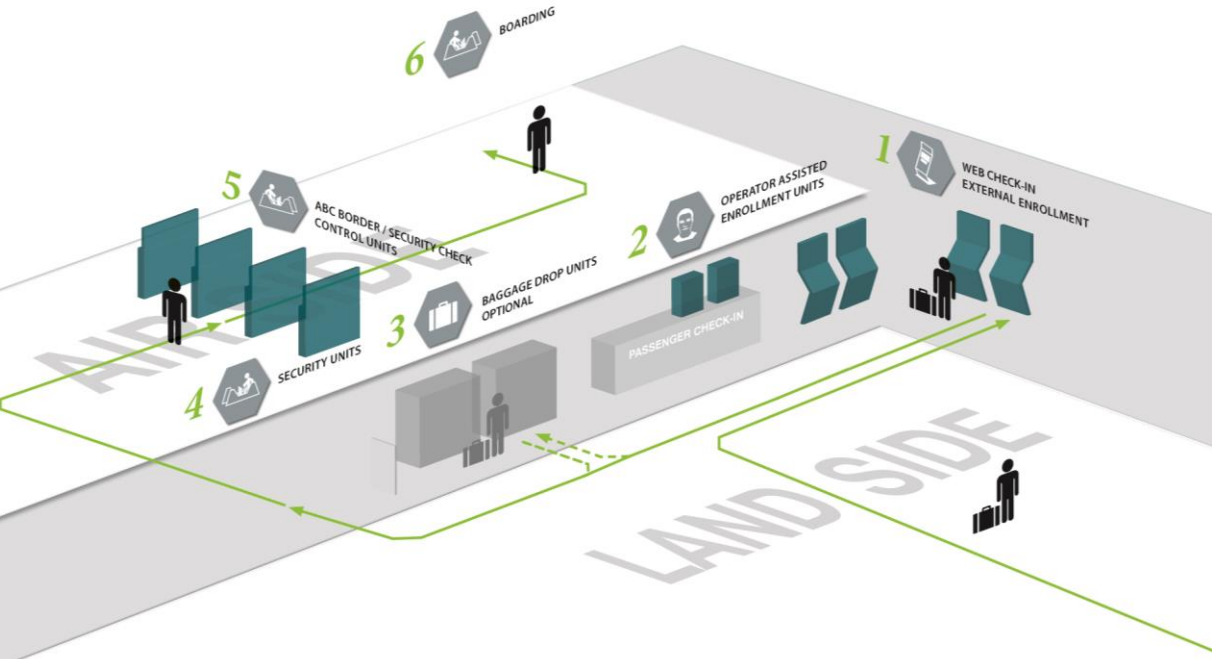 6
BOARDING
1
WEB CHECK-IN
EXTERNAL ENROLLMENT
5
ABC BORDER / SECURITY CHECK
CONTROL UNITS
2
OPERATOR ASSISTED
ENROLLMENT UNITS
3
BAGGAGE DROP UNITS
OPTIONAL
4
SECURITY UNITS
AIR SIDE
PASSENGER CHECK-IN
LAND SIDE